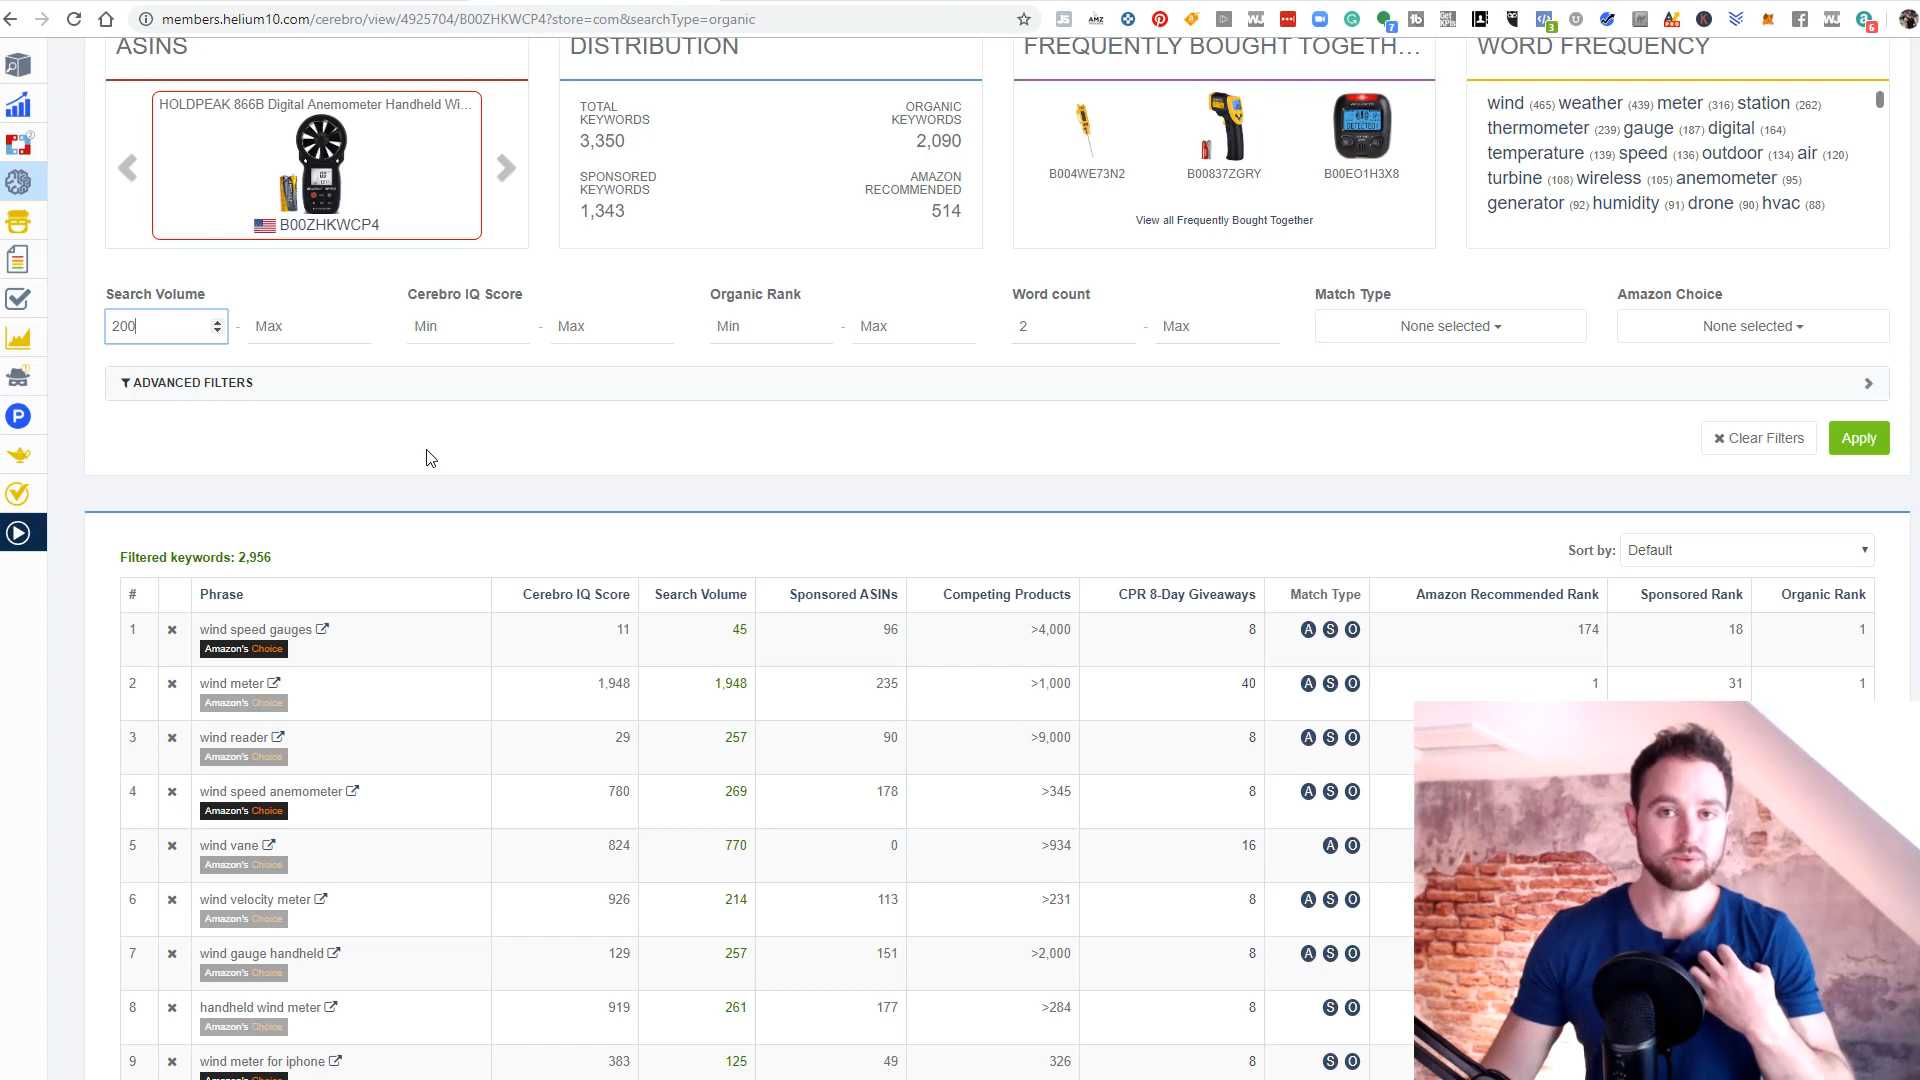 members.helium10.com/cerebro/view/4925704/B00ZHKWCP4?store=com&searchType=organic
ASINS
DISTRIBUTION
FREQUENTLY BOUGHT TOGETH...
WORD FREQUENCY
HOLDPEAK 866B Digital Anemometer Handheld Wi...
B00ZHKWCP4
TOTAL KEYWORDS
3,350
ORGANIC KEYWORDS
2,090
SPONSORED KEYWORDS
1,343
AMAZON RECOMMENDED
514
B004WE73N2
B00837ZGRY
B00EO1H3X8
View all Frequently Bought Together
wind (465) weather (439) meter (316) station (262)
thermometer (239) gauge (187) digital (164)
temperature (139) speed (136) outdoor (134) air (120)
turbine (108) wireless (105) anemometer (95)
generator (92) humidity (91) drone (90) hvac (88)
Search Volume
200 - Max
Cerebro IQ Score
Min - Max
Organic Rank
Min - Max
Word count
2 - Max
Match Type
None selected
Amazon Choice
None selected
ADVANCED FILTERS
Clear Filters
Apply
Filtered keywords: 2,956
Sort by: Default
# Phrase Cerebro IQ Score Search Volume Sponsored ASINs Competing Products CPR 8-Day Giveaways Match Type Amazon Recommended Rank Sponsored Rank Organic Rank
1 wind speed gauges 11 45 96 >4,000 8 A S O 174 18 1
Amazon's Choice
2 wind meter 1,948 1,948 235 >1,000 40 A S O 1 31 1
Amazon's Choice
3 wind reader 29 257 90 >9,000 8 A S O
Amazon's Choice
4 wind speed anemometer 780 269 178 >345 8 A S O
Amazon's Choice
5 wind vane 824 770 0 >934 16 A O
Amazon's Choice
6 wind velocity meter 926 214 113 >231 8 A S O
Amazon's Choice
7 wind gauge handheld 129 257 151 >2,000 8 A S O
Amazon's Choice
8 handheld wind meter 919 261 177 >284 8 S O
Amazon's Choice
9 wind meter for iphone 383 125 49 326 8 S O